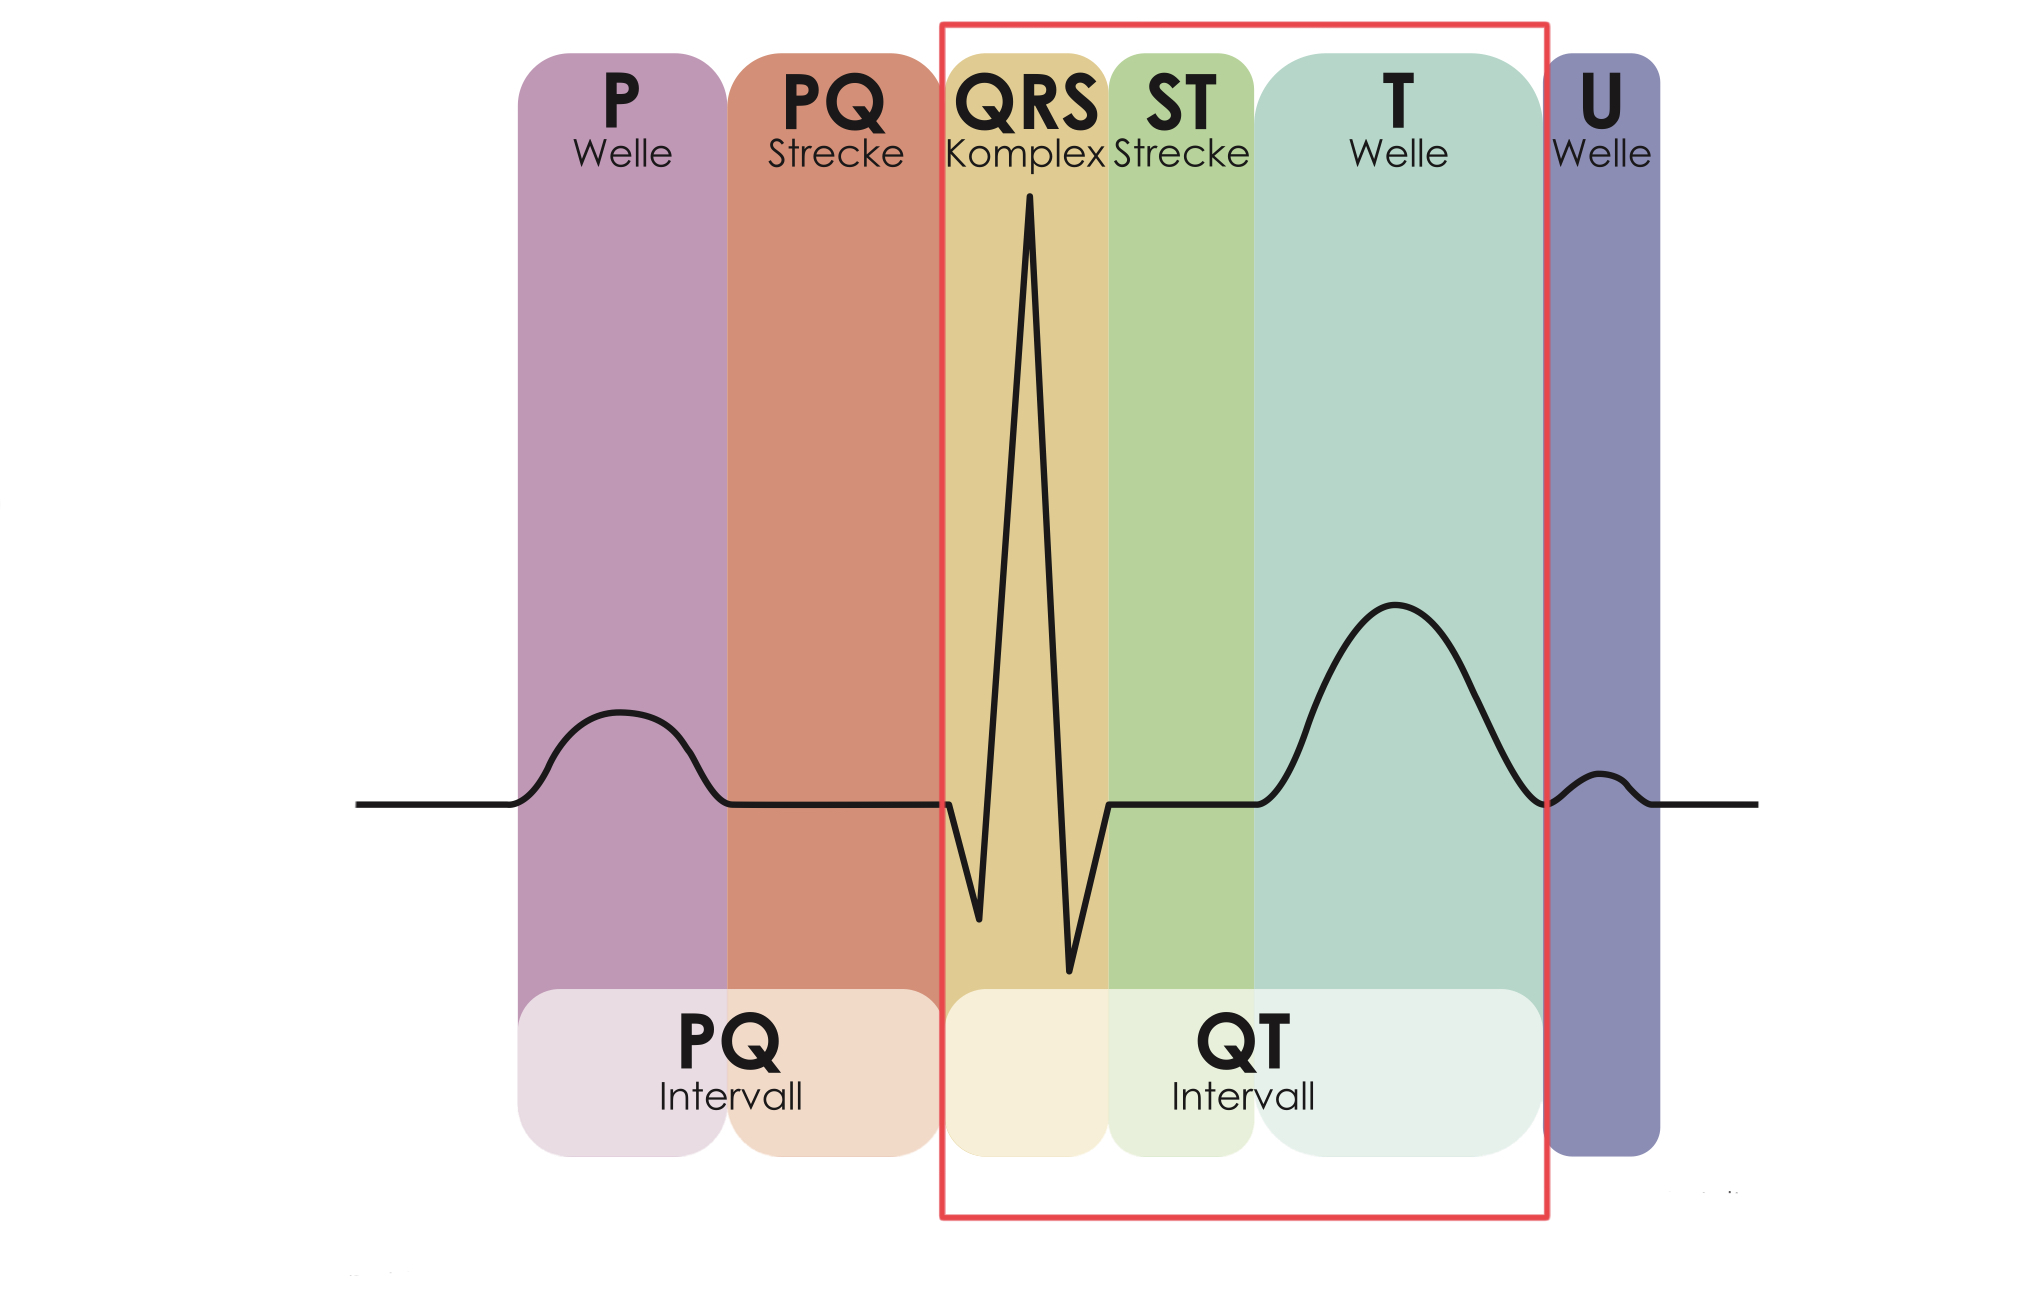 P
Welle
PQ
Strecke
QRS
Komplex
ST
Strecke
T
Welle
U
Welle
PQ
Intervall
QT
Intervall